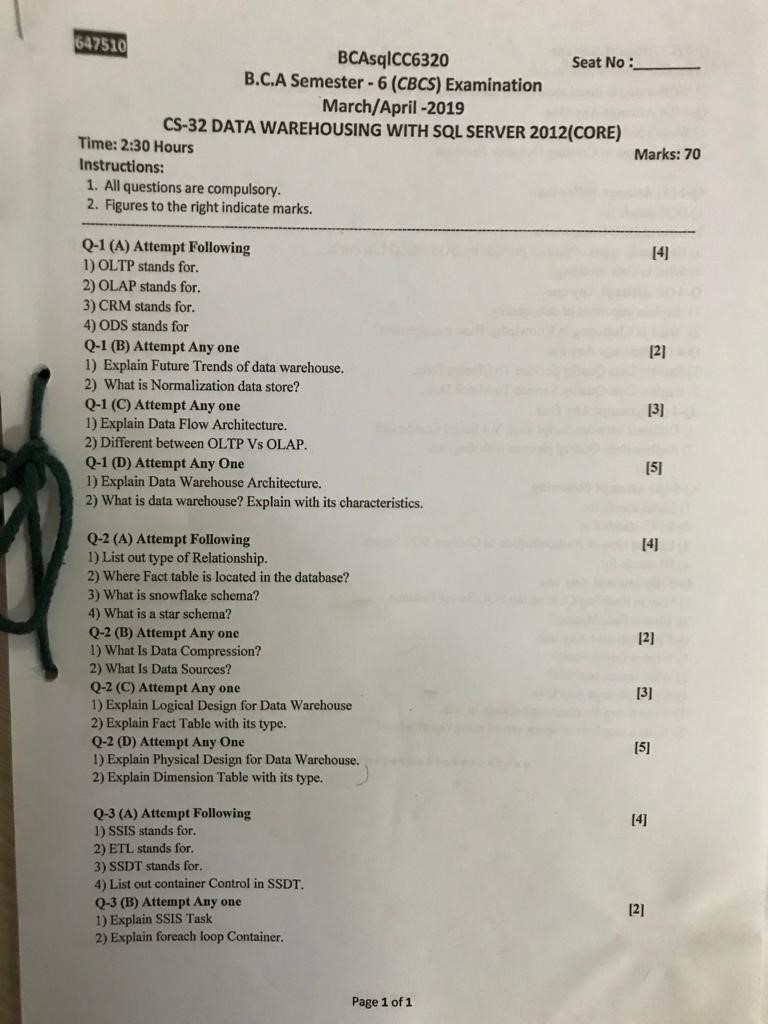 647510
BCAsqlCC6320
Seat No :________
B.C.A Semester - 6 (CBCS) Examination
March/April -2019
CS-32 DATA WAREHOUSING WITH SQL SERVER 2012(CORE)
Time: 2:30 Hours
Marks: 70
Instructions:
1. All questions are compulsory.
2. Figures to the right indicate marks.
Q-1 (A) Attempt Following [4]
1) OLTP stands for.
2) OLAP stands for.
3) CRM stands for.
4) ODS stands for
Q-1 (B) Attempt Any one [2]
1) Explain Future Trends of data warehouse.
2) What is Normalization data store?
Q-1 (C) Attempt Any one [3]
1) Explain Data Flow Architecture.
2) Different between OLTP Vs OLAP.
Q-1 (D) Attempt Any One [5]
1) Explain Data Warehouse Architecture.
2) What is data warehouse? Explain with its characteristics.
Q-2 (A) Attempt Following [4]
1) List out type of Relationship.
2) Where Fact table is located in the database?
3) What is snowflake schema?
4) What is a star schema?
Q-2 (B) Attempt Any one [2]
1) What Is Data Compression?
2) What Is Data Sources?
Q-2 (C) Attempt Any one [3]
1) Explain Logical Design for Data Warehouse
2) Explain Fact Table with its type.
Q-2 (D) Attempt Any One [5]
1) Explain Physical Design for Data Warehouse.
2) Explain Dimension Table with its type.
Q-3 (A) Attempt Following [4]
1) SSIS stands for.
2) ETL stands for.
3) SSDT stands for.
4) List out container Control in SSDT.
Q-3 (B) Attempt Any one [2]
1) Explain SSIS Task
2) Explain foreach loop Container.
Page 1 of 1